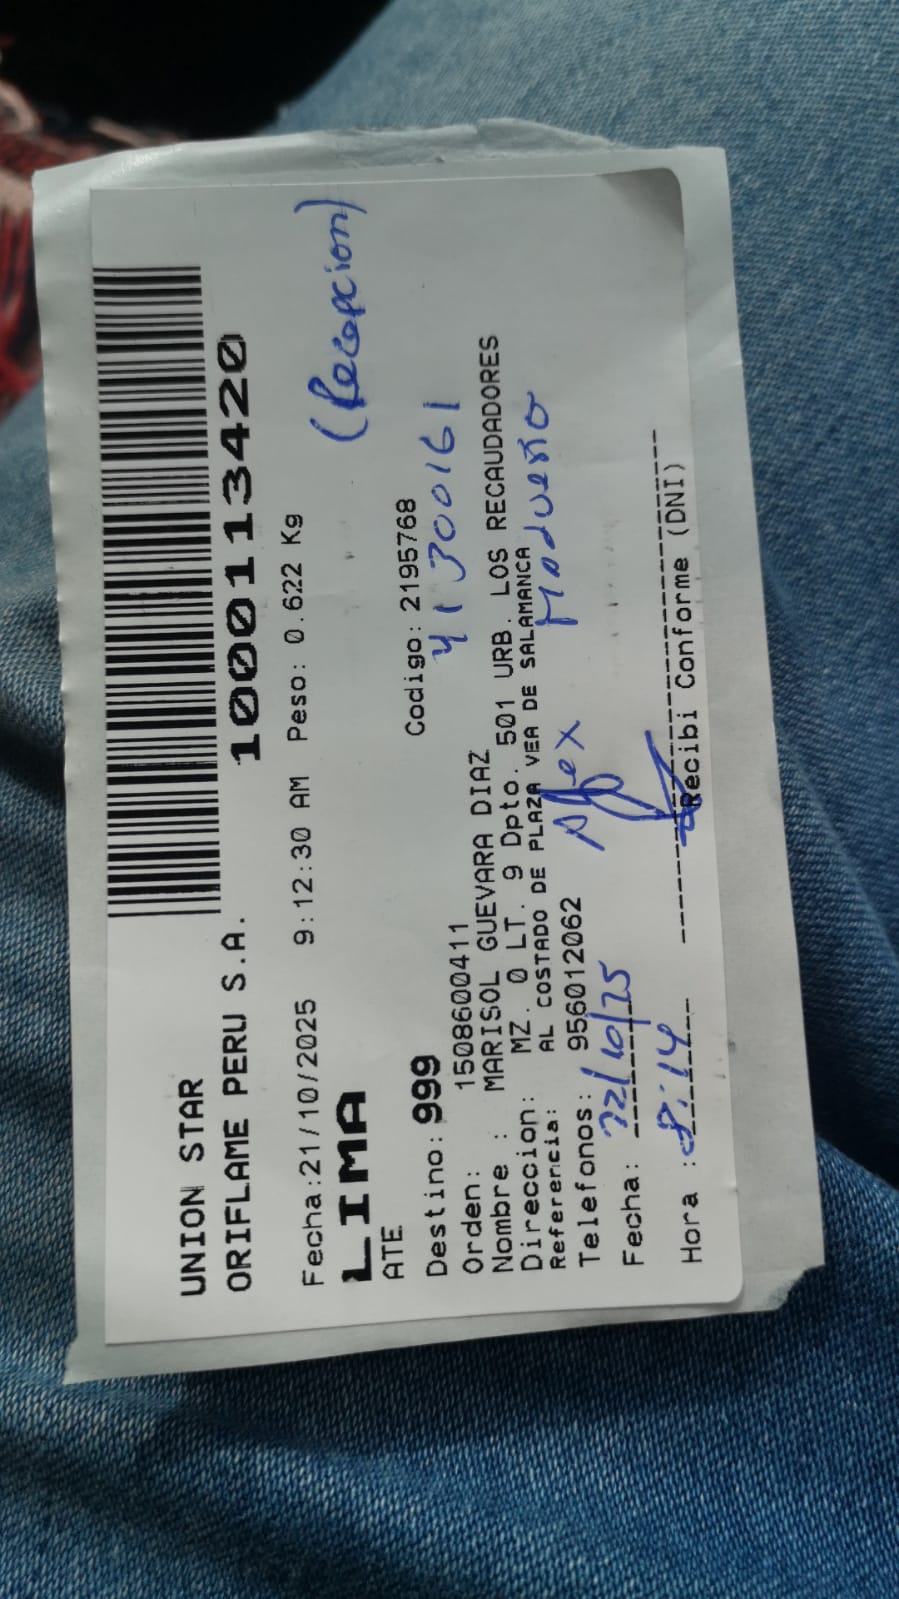 UNION STAR
ORIFLAME PERU S.A.
1000113420
Fecha:21/10/2025 9:12:30 AM Peso: 0.622 Kg
LIMA
(Recepcion)
ATE
Destino: 999 Codigo: 2195768
41300161
Orden: 1508600411
Nombre : MARISOL GUEVARA DIAZ
Direccion: MZ. O LT. 9 Dpto. 501 URB. LOS RECAUDADORES
Referencia: AL COSTADO DE PLAZA VEA DE SALAMANCA
Telefonos: 956012062
Alex Madueño
Fecha: 22/10/25
Hora : 8:14
Recibi Conforme (DNI)